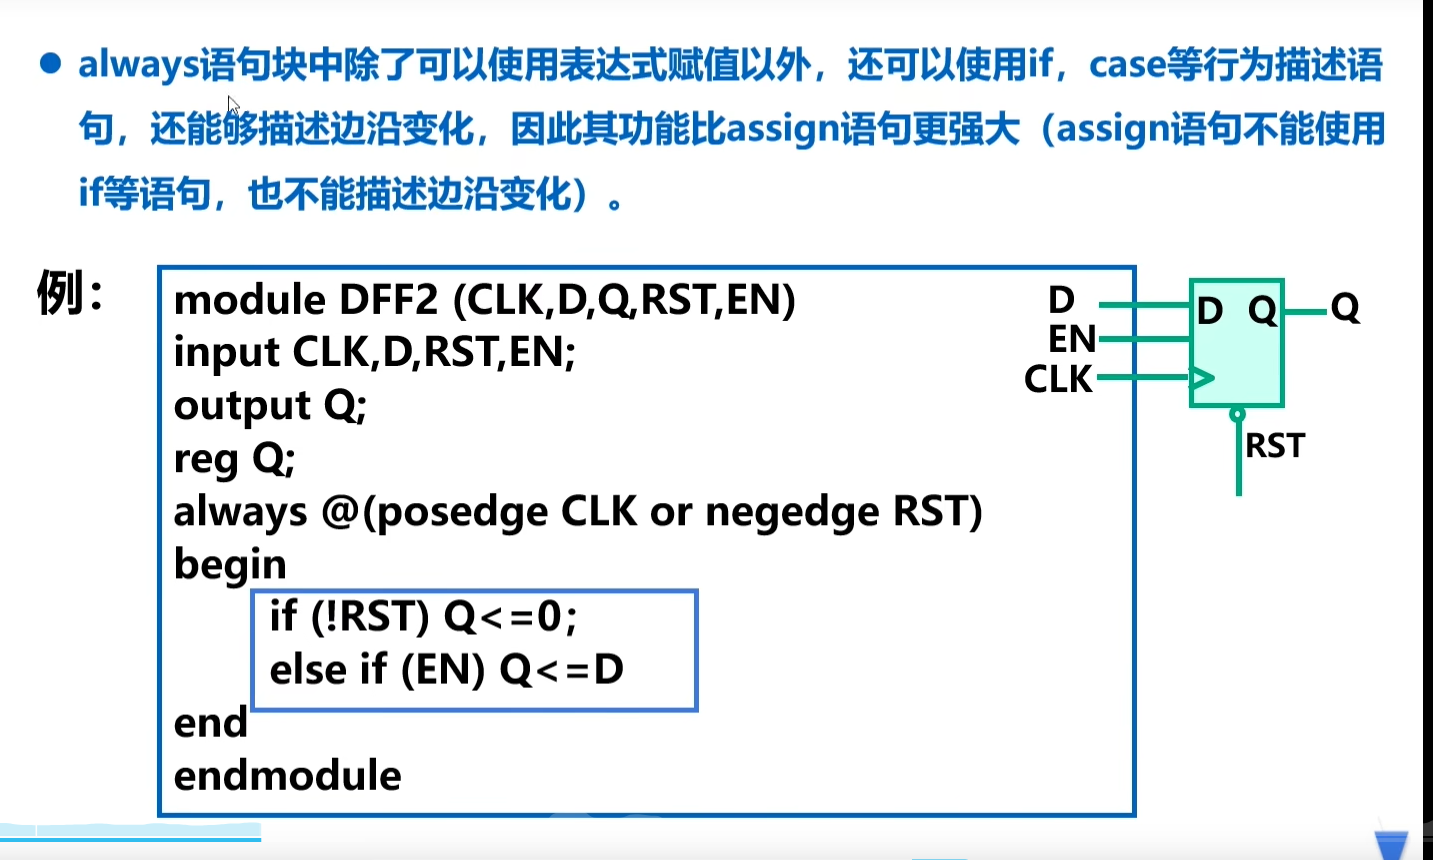 ● always语句块中除了可以使用表达式赋值以外，还可以使用if，case等行为描述语
句，还能够描述边沿变化，因此其功能比assign语句更强大（assign语句不能使用
if等语句，也不能描述边沿变化）。
例：
module DFF2 (CLK,D,Q,RST,EN)
input CLK,D,RST,EN;
output Q;
reg Q;
always @(posedge CLK or negedge RST)
begin
if (!RST) Q<=0;
else if (EN) Q<=D
end
endmodule
D
EN
CLK
D Q
Q
RST